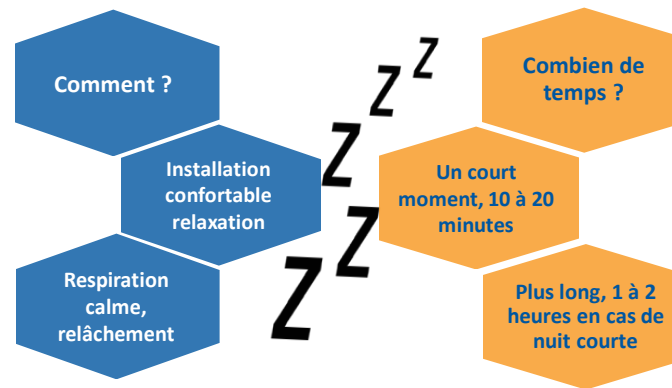 Comment ?
Installation
confortable
relaxation
Respiration
calme,
relâchement
Z
Z
Z
Z
Z
Combien de
temps ?
Un court
moment, 10 à 20
minutes
Plus long, 1 à 2
heures en cas de
nuit courte